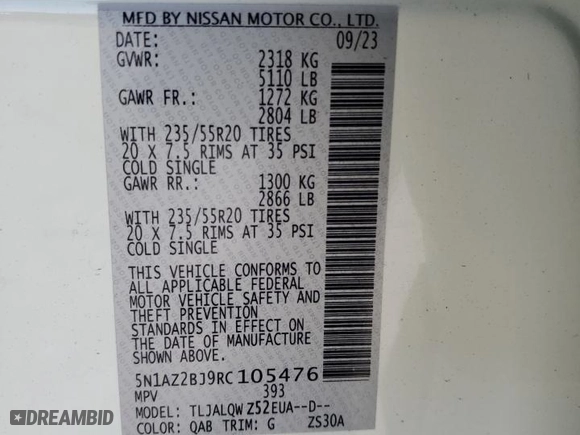 MFD BY NISSAN MOTOR CO., LTD.
DATE: 09/23
GVWR: 2318 KG
5110 LB
GAWR FR.: 1272 KG
2804 LB
WITH 235/55R20 TIRES
20 X 7.5 RIMS AT 35 PSI
COLD SINGLE
GAWR RR.: 1300 KG
2866 LB
WITH 235/55R20 TIRES
20 X 7.5 RIMS AT 35 PSI
COLD SINGLE
THIS VEHICLE CONFORMS TO
ALL APPLICABLE FEDERAL
MOTOR VEHICLE SAFETY AND
THEFT PREVENTION
STANDARDS IN EFFECT ON
THE DATE OF MANUFACTURE
SHOWN ABOVE.
5N1AZ2BJ9RC105476
MPV 393
MODEL: TLJALQW Z52EUA--D--
COLOR: QAB TRIM: G ZS30A
DREAMBID